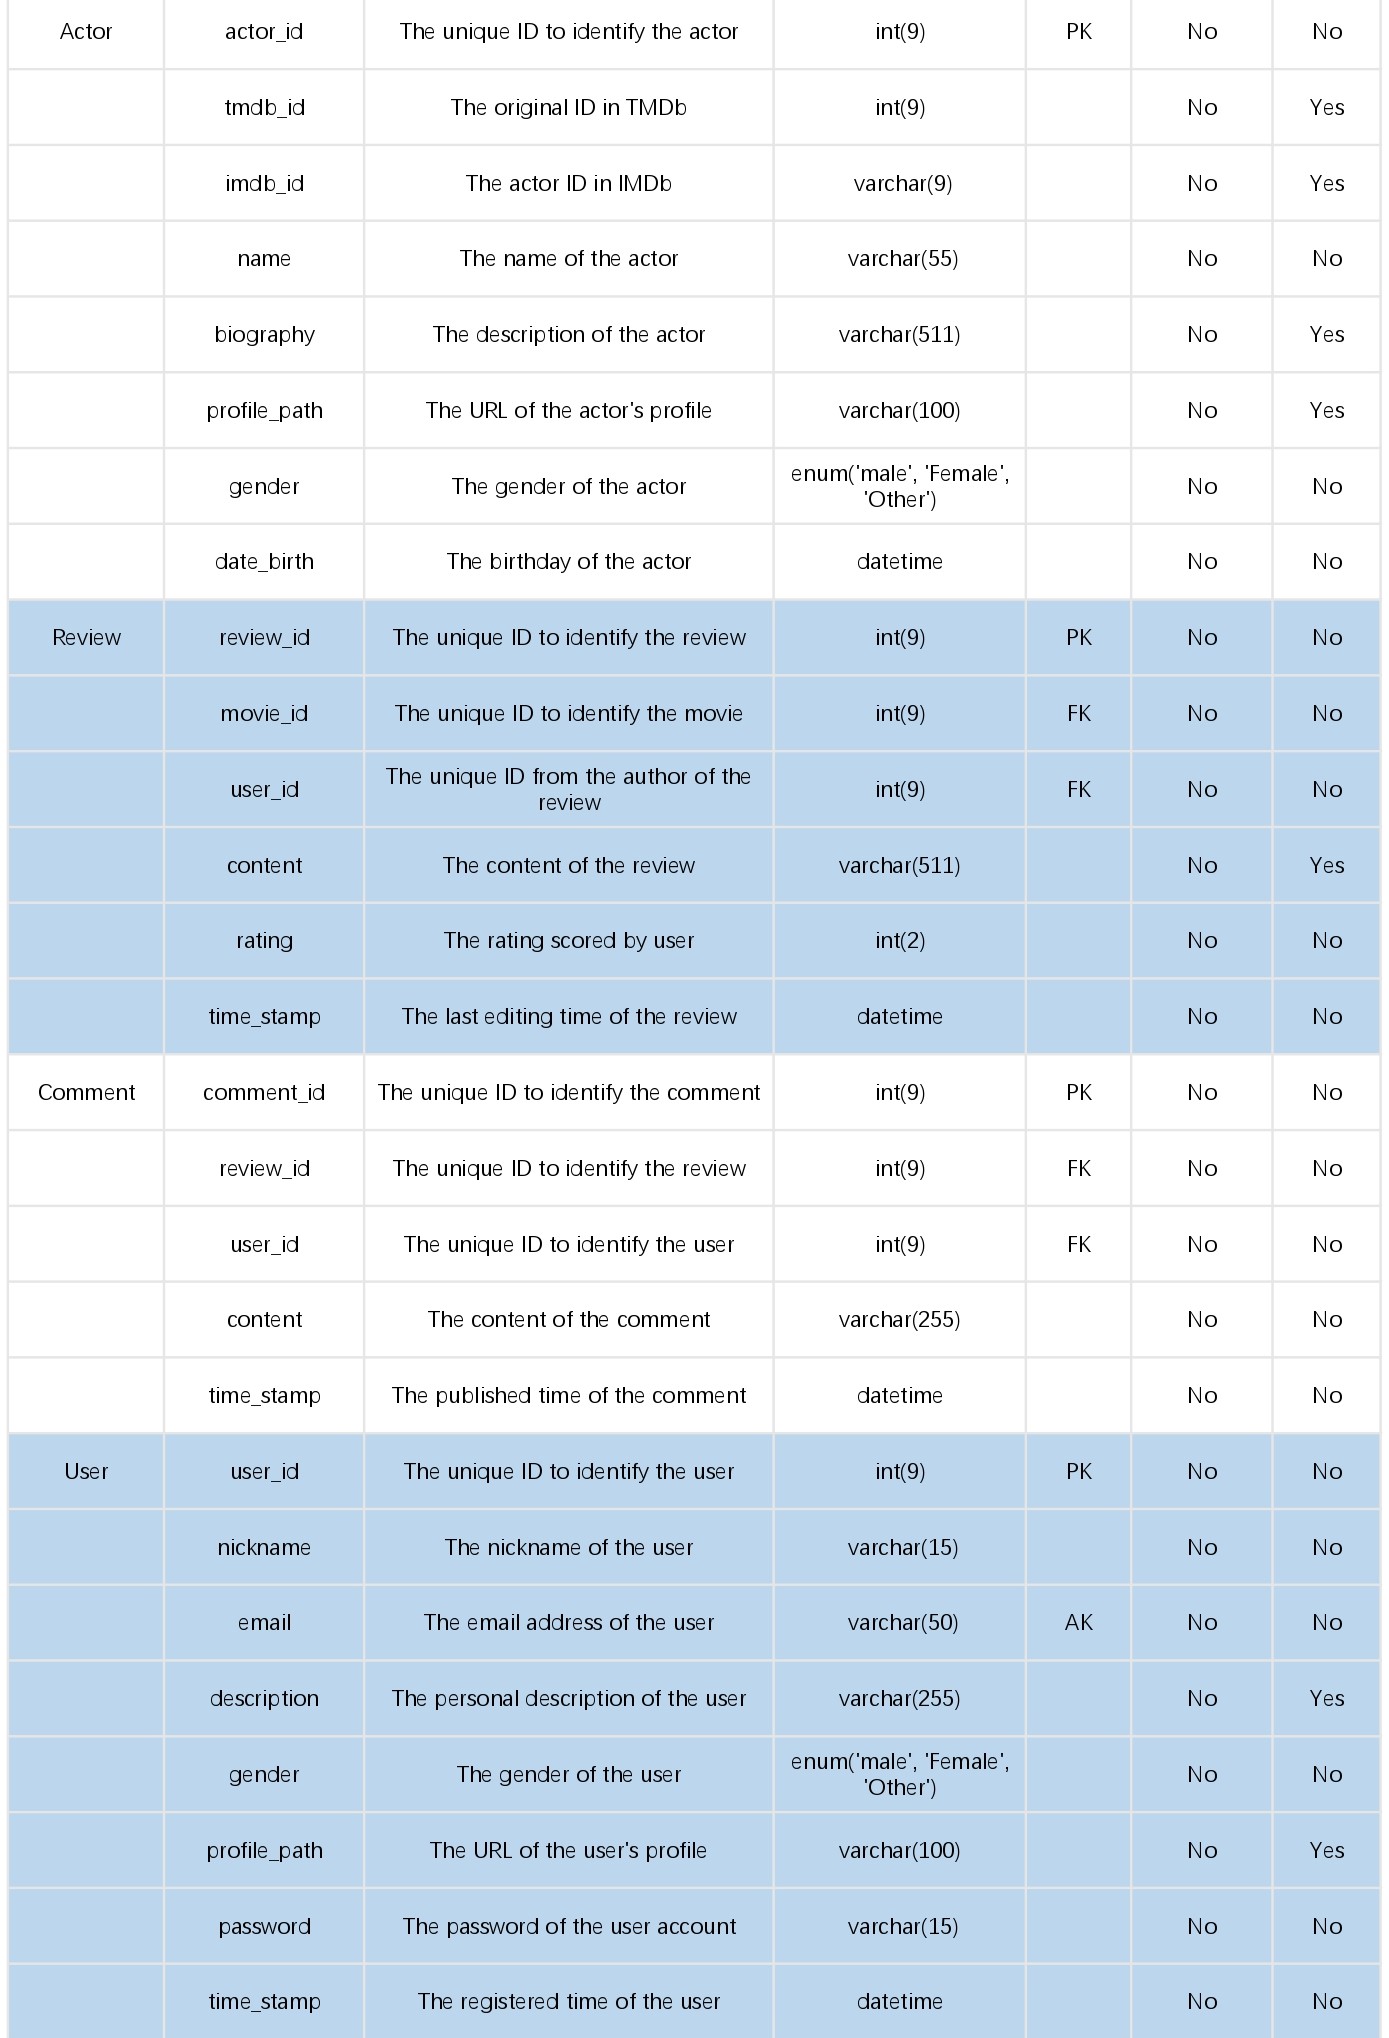 Actor actor_id The unique ID to identify the actor int(9) PK No No
tmdb_id The original ID in TMDb int(9) No Yes
imdb_id The actor ID in IMDb varchar(9) No Yes
name The name of the actor varchar(55) No No
biography The description of the actor varchar(511) No Yes
profile_path The URL of the actor's profile varchar(100) No Yes
gender The gender of the actor enum('male', 'Female', 'Other') No No
date_birth The birthday of the actor datetime No No
Review review_id The unique ID to identify the review int(9) PK No No
movie_id The unique ID to identify the movie int(9) FK No No
user_id The unique ID from the author of the review int(9) FK No No
content The content of the review varchar(511) No Yes
rating The rating scored by user int(2) No No
time_stamp The last editing time of the review datetime No No
Comment comment_id The unique ID to identify the comment int(9) PK No No
review_id The unique ID to identify the review int(9) FK No No
user_id The unique ID to identify the user int(9) FK No No
content The content of the comment varchar(255) No No
time_stamp The published time of the comment datetime No No
User user_id The unique ID to identify the user int(9) PK No No
nickname The nickname of the user varchar(15) No No
email The email address of the user varchar(50) AK No No
description The personal description of the user varchar(255) No Yes
gender The gender of the user enum('male', 'Female', 'Other') No No
profile_path The URL of the user's profile varchar(100) No Yes
password The password of the user account varchar(15) No No
time_stamp The registered time of the user datetime No No